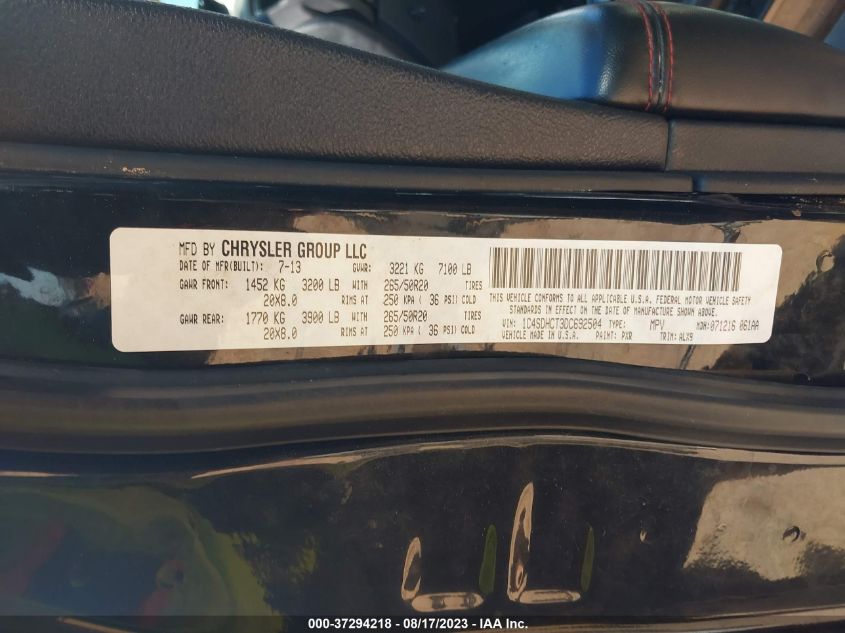 MFD BY CHRYSLER GROUP LLC
DATE OF MFR(BUILT): 7-13 GVWR: 3221 KG 7100 LB
GAWR FRONT: 1452 KG 3200 LB WITH 265/50R20 TIRES
20X8.0 RIMS AT 250 KPA ( 36 PSI) COLD
GAWR REAR: 1770 KG 3900 LB WITH 265/50R20 TIRES
20X8.0 RIMS AT 250 KPA ( 36 PSI) COLD
THIS VEHICLE CONFORMS TO ALL APPLICABLE U.S.A. FEDERAL MOTOR VEHICLE SAFETY
STANDARDS IN EFFECT ON THE DATE OF MANUFACTURE SHOWN ABOVE.
VIN: 1C4SDHCT3DC692504 TYPE: MPV MDH: 071216 061AA
VEHICLE MADE IN U.S.A. PAINT: PXR TRIM: ALX9
000-37294218 - 08/17/2023 - IAA Inc.